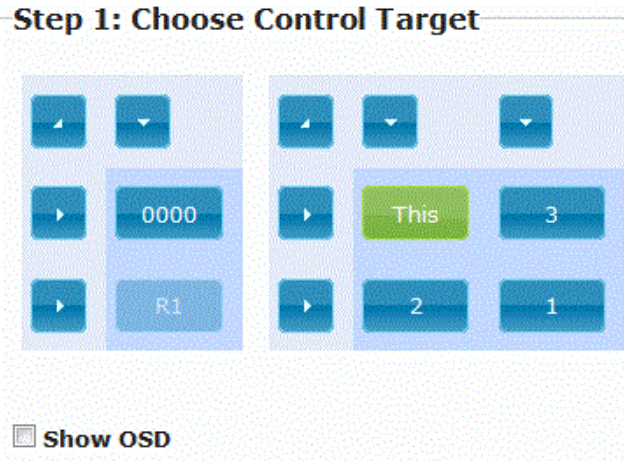 Step 1: Choose Control Target
0000 This 3
R1 2 1
Show OSD